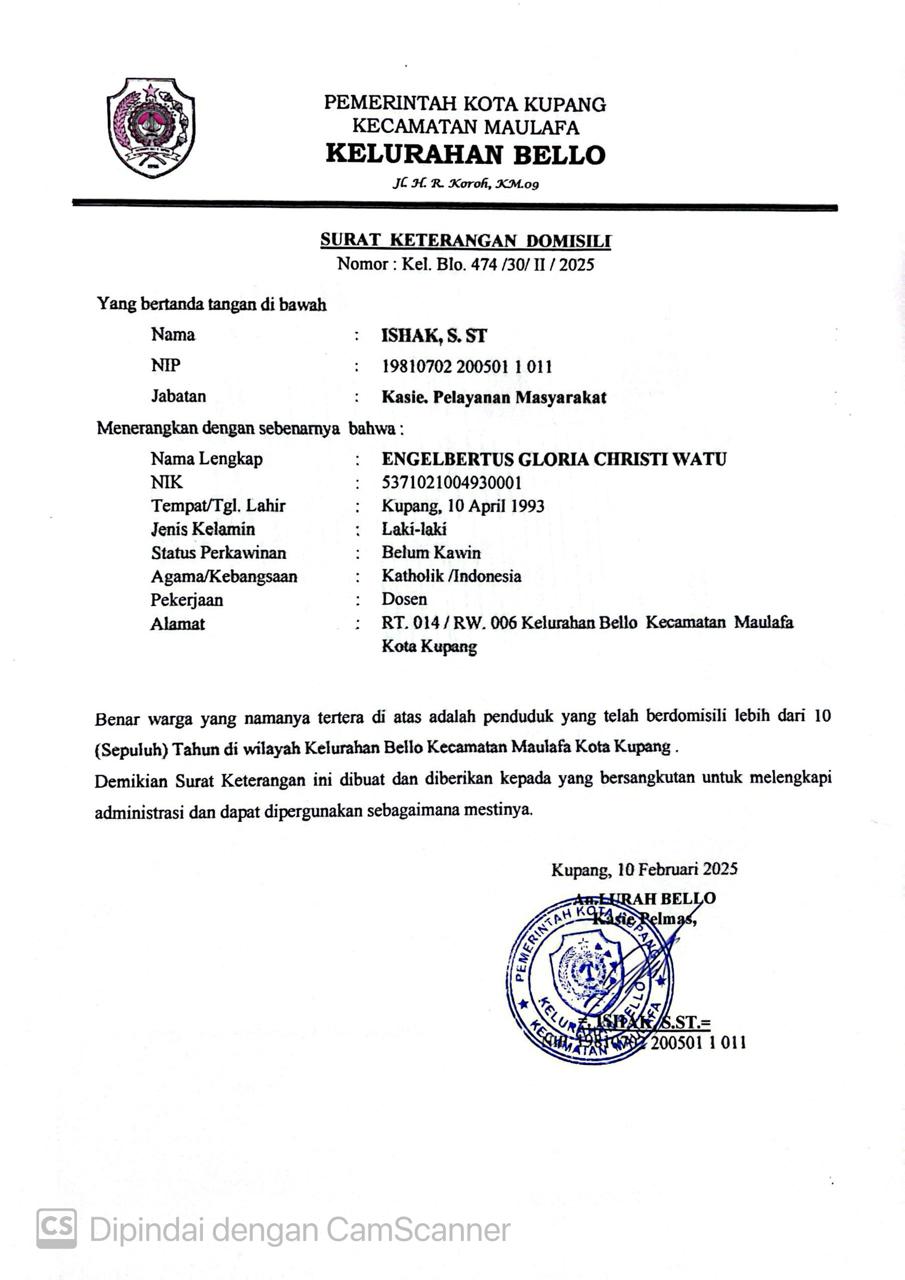 PEMERINTAH KOTA KUPANG
KECAMATAN MAULAFA
KELURAHAN BELLO
Jl. H. R. Koroh, KM.09
SURAT KETERANGAN DOMISILI
Nomor : Kel. Blo. 474 /30/ II / 2025
Yang bertanda tangan di bawah
Nama : ISHAK, S. ST
NIP : 19810702 200501 1 011
Jabatan : Kasie. Pelayanan Masyarakat
Menerangkan dengan sebenarnya bahwa :
Nama Lengkap : ENGELBERTUS GLORIA CHRISTI WATU
NIK : 5371021004930001
Tempat/Tgl. Lahir : Kupang, 10 April 1993
Jenis Kelamin : Laki-laki
Status Perkawinan : Belum Kawin
Agama/Kebangsaan : Katholik /Indonesia
Pekerjaan : Dosen
Alamat : RT. 014 / RW. 006 Kelurahan Bello Kecamatan Maulafa
Kota Kupang
Benar warga yang namanya tertera di atas adalah penduduk yang telah berdomisili lebih dari 10
(Sepuluh) Tahun di wilayah Kelurahan Bello Kecamatan Maulafa Kota Kupang .
Demikian Surat Keterangan ini dibuat dan diberikan kepada yang bersangkutan untuk melengkapi
administrasi dan dapat dipergunakan sebagaimana mestinya.
Kupang, 10 Februari 2025
An.LURAH BELLO
Kasie Pelmas,
PEMERINTAH KOTA KUPANG
KELURAHAN BELLO
KECAMATAN MAULAFA
=. ISHAK, S.ST.=
19810702 200501 1 011
CS Dipindai dengan CamScanner